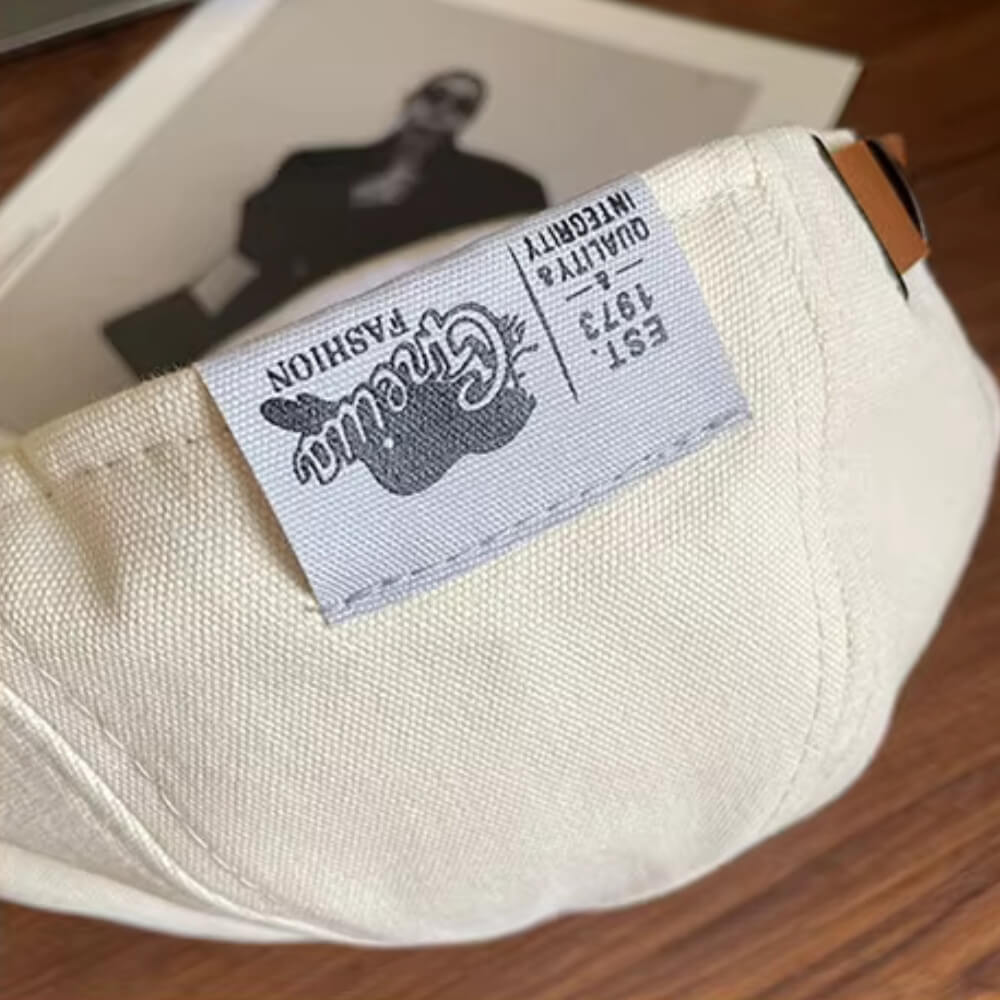 EST.
1973
— & —
QUALITY &
INTEGRITY
FASHION